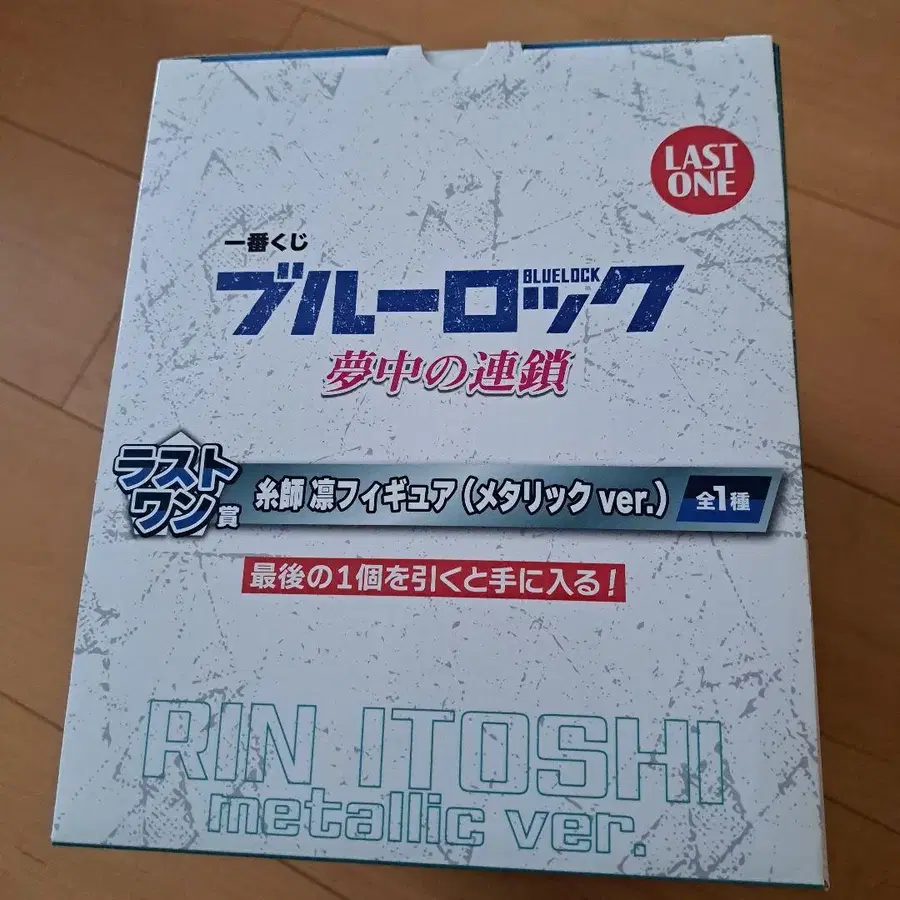 LAST
ONE
一番くじ
BLUELOCK
ブルーロック
夢中の連鎖
ラスト
ワン賞
糸師 凛フィギュア（メタリック ver.）
全1種
最後の1個を引くと手に入る！
RIN ITOSHI
metallic ver.